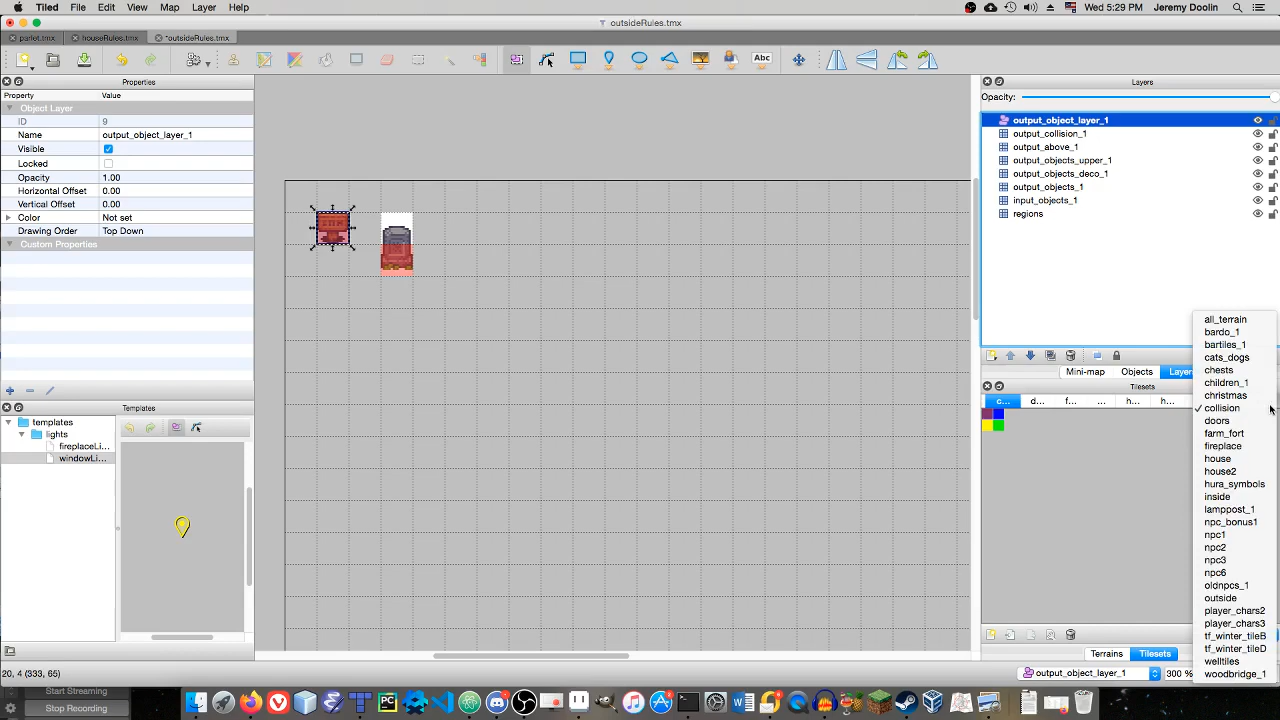 Tiled File Edit View Map Layer Help Wed 5:29 PM Jeremy Doolin
outsideRules.tmx
parlet.tmx houseRules.tmx *outsideRules.tmx
Abc
Properties
Property Value
Object Layer
ID 9
Name output_object_layer_1
Visible
Locked
Opacity 1.00
Horizontal Offset 0.00
Vertical Offset 0.00
Color Not set
Drawing Order Top Down
Custom Properties
Templates
templates
lights
fireplaceLi...
windowLi...
Layers
Opacity:
output_object_layer_1
output_collision_1
output_above_1
output_objects_upper_1
output_objects_deco_1
output_objects_1
input_objects_1
regions
Mini-map Objects Layers
Tilesets
c... d... f... ... h... h...
all_terrain
bardo_1
bartiles_1
cats_dogs
chests
children_1
christmas
collision
doors
farm_fort
fireplace
house
house2
hura_symbols
inside
lamppost_1
npc_bonus1
npc1
npc2
npc3
npc6
oldnpcs_1
outside
player_chars2
player_chars3
tf_winter_tileB
tf_winter_tileD
welltiles
woodbridge_1
Terrains Tilesets
20, 4 (333, 65) output_object_layer_1 300 %
Start Streaming
Stop Recording